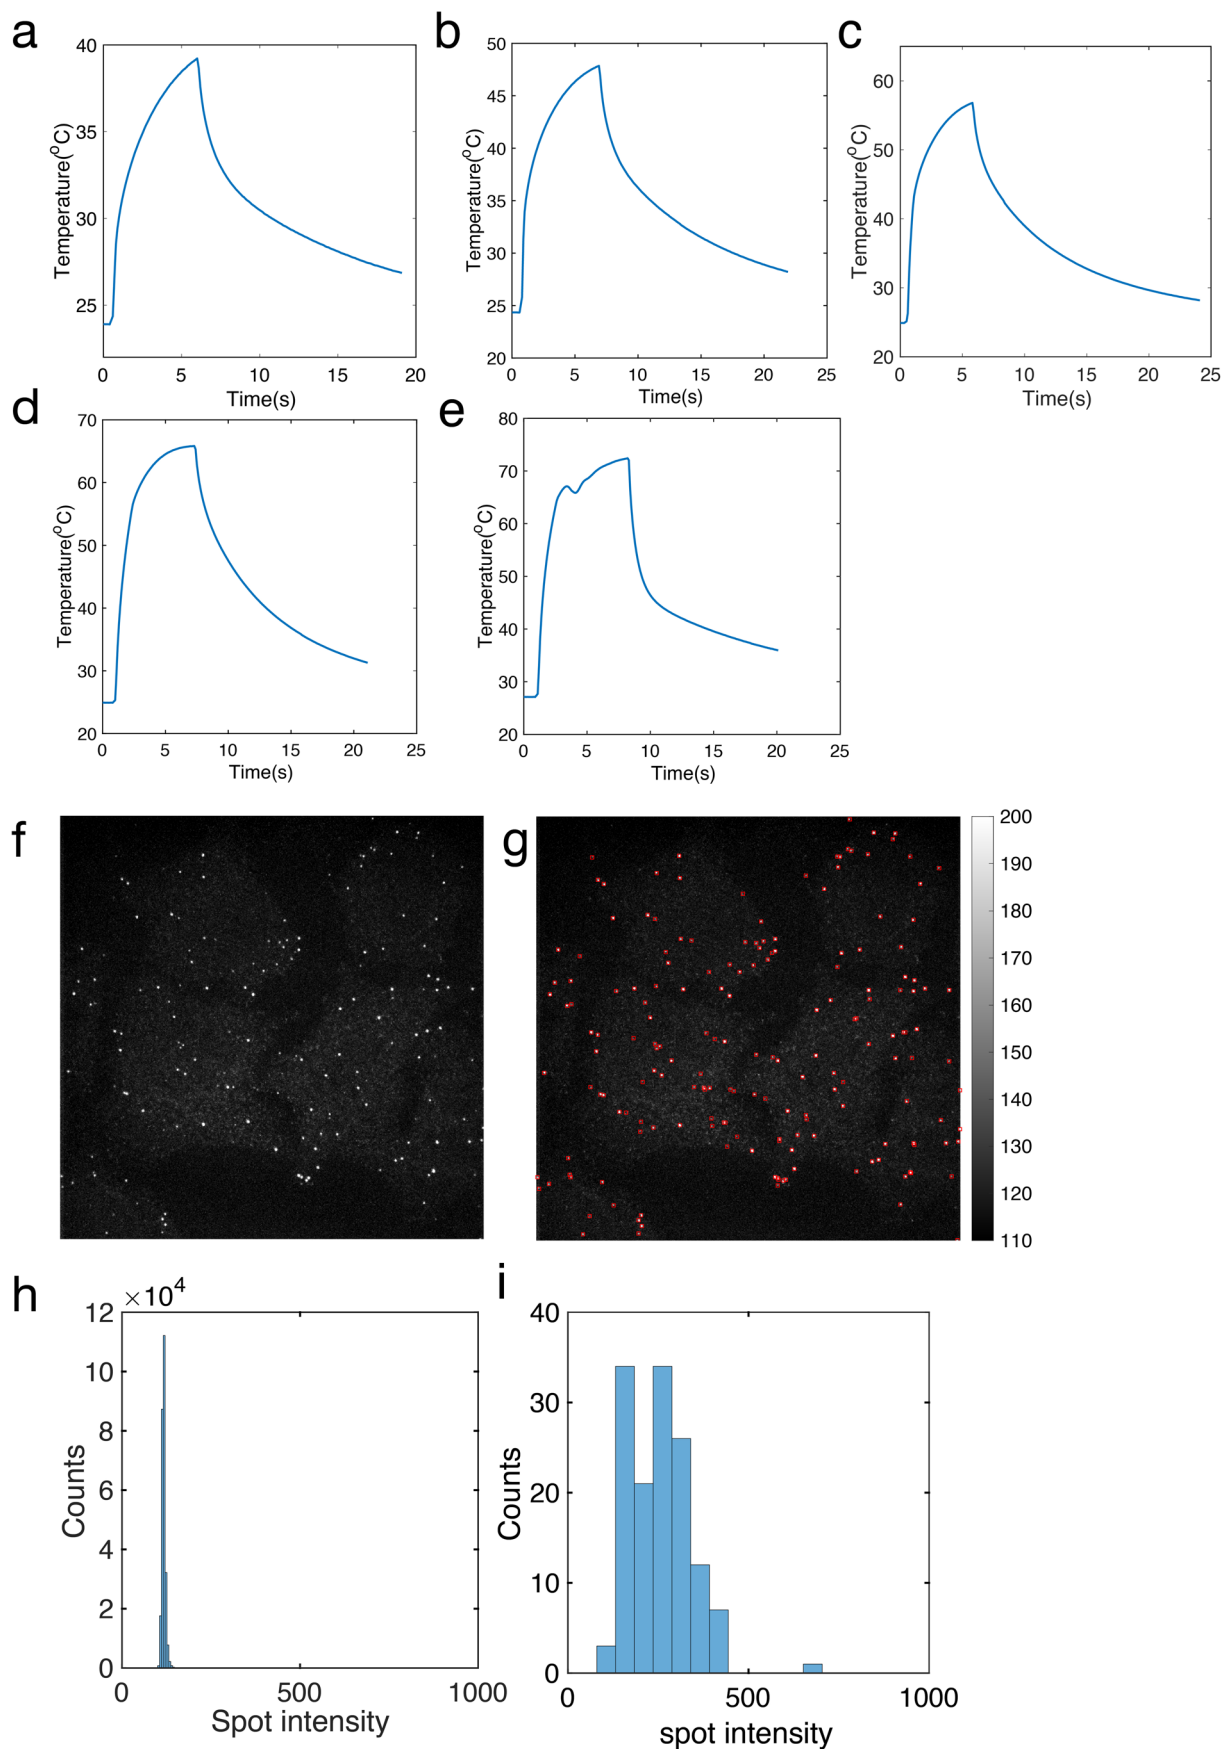 a
40
35
30
25
Temperature(°C)
0 5 10 15 20
Time(s)
b
50
45
40
35
30
25
20
Temperature(°C)
0 5 10 15 20 25
Time(s)
c
60
50
40
30
20
Temperature(°C)
0 5 10 15 20 25
Time(s)
d
70
60
50
40
30
20
Temperature(°C)
0 5 10 15 20 25
Time(s)
e
80
70
60
50
40
30
20
Temperature(°C)
0 5 10 15 20 25
Time(s)
f
g
200
190
180
170
160
150
140
130
120
110
h
×10⁴
12
10
8
6
4
2
0
Counts
0 500 1000
Spot intensity
i
40
30
20
10
0
Counts
0 500 1000
spot intensity